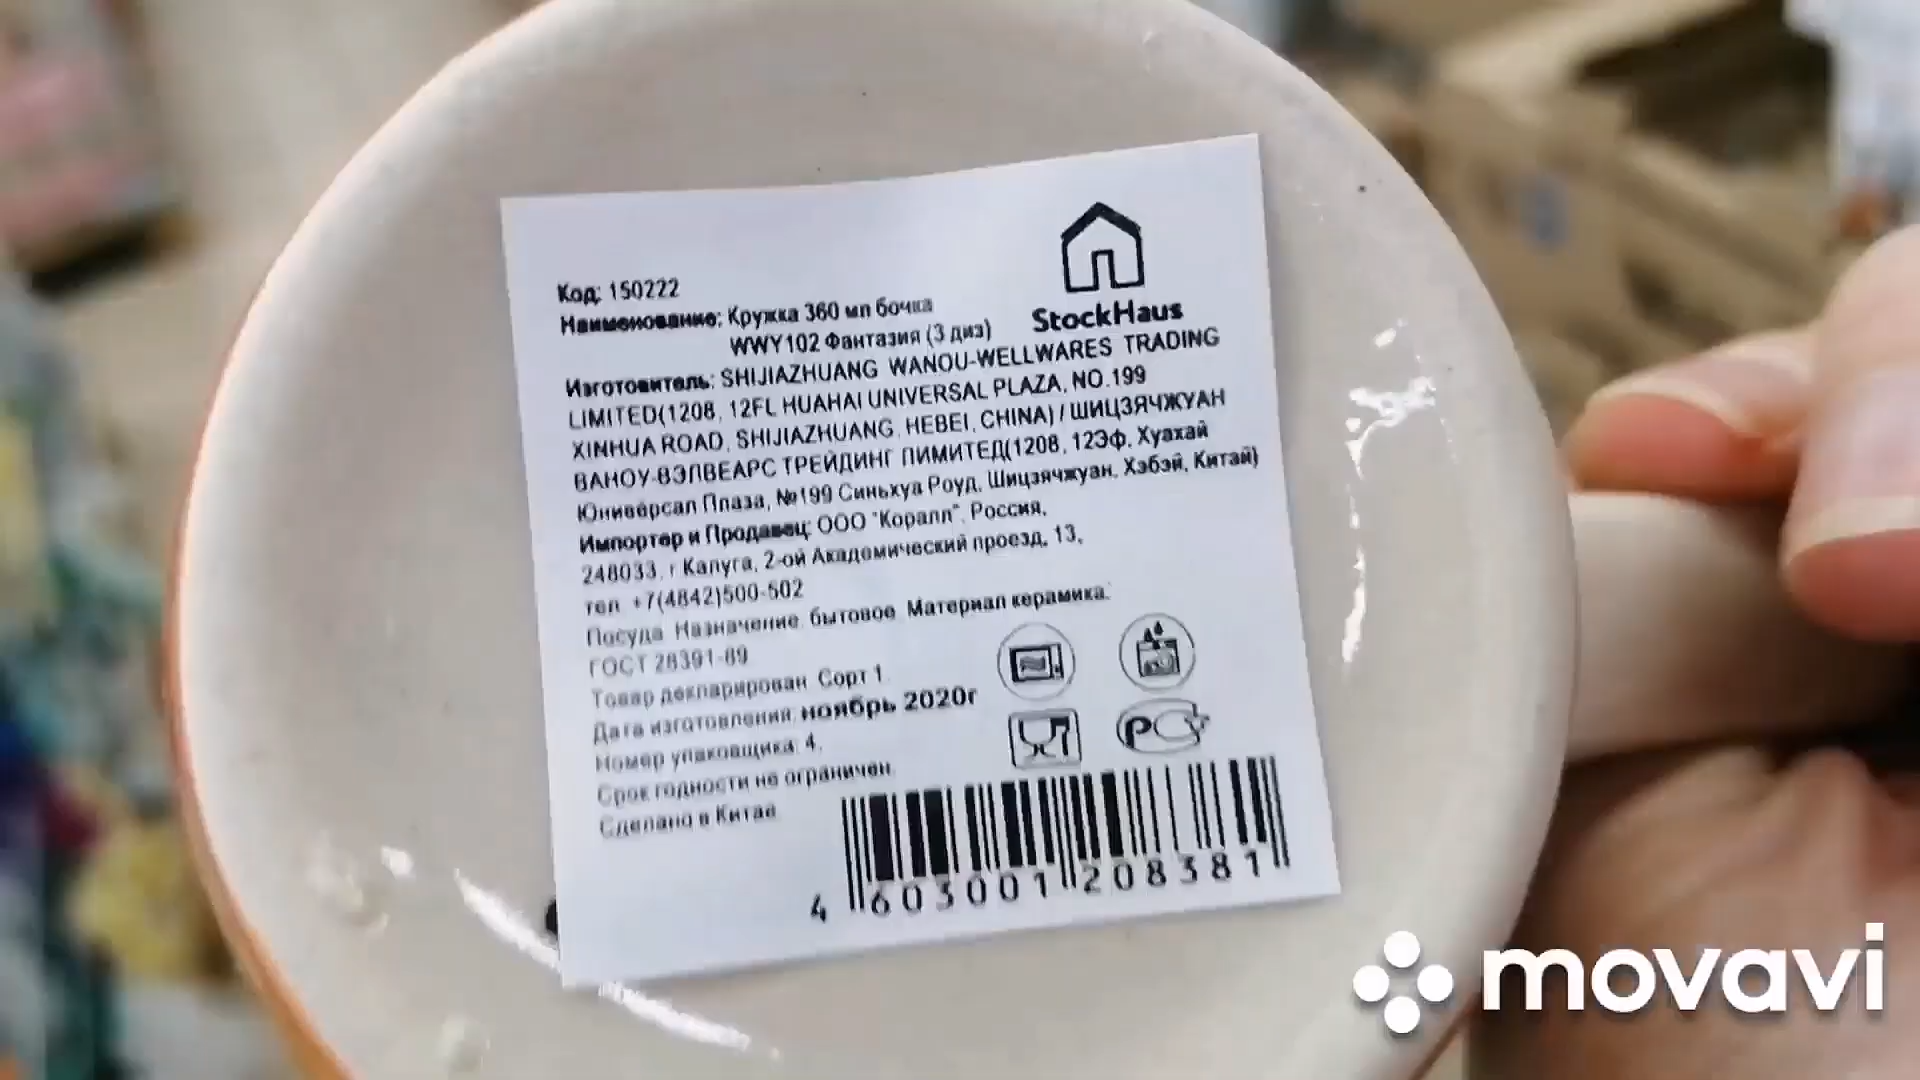 Код: 150222
StockHaus
Наименование: Кружка 360 мл бочка
WWY102 Фантазия (3 диз)
Изготовитель: SHIJIAZHUANG WANOU-WELLWARES TRADING
LIMITED(1208, 12FL HUAHAI UNIVERSAL PLAZA, NO.199
XINHUA ROAD, SHIJIAZHUANG, HEBEI, CHINA) / ШИЦЗЯЧЖУАН
ВАНОУ-ВЭЛВЕАРС ТРЕЙДИНГ ЛИМИТЕД(1208, 12Эф, Хуахай
Юниверсал Плаза, №199 Синьхуа Роуд, Шицзячжуан, Хэбэй, Китай)
Импортер и Продавец: ООО "Коралл", Россия,
248033, г Калуга, 2-ой Академический проезд, 13,
тел. +7(4842)500-502
Посуда. Назначение: бытовое. Материал керамика.
ГОСТ 28391-89
Товар декларирован. Сорт 1.
Дата изготовления: ноябрь 2020г
Номер упаковщика: 4.
Срок годности не ограничен.
Сделано в Китае
РСТ
4 603001 208381
movavi